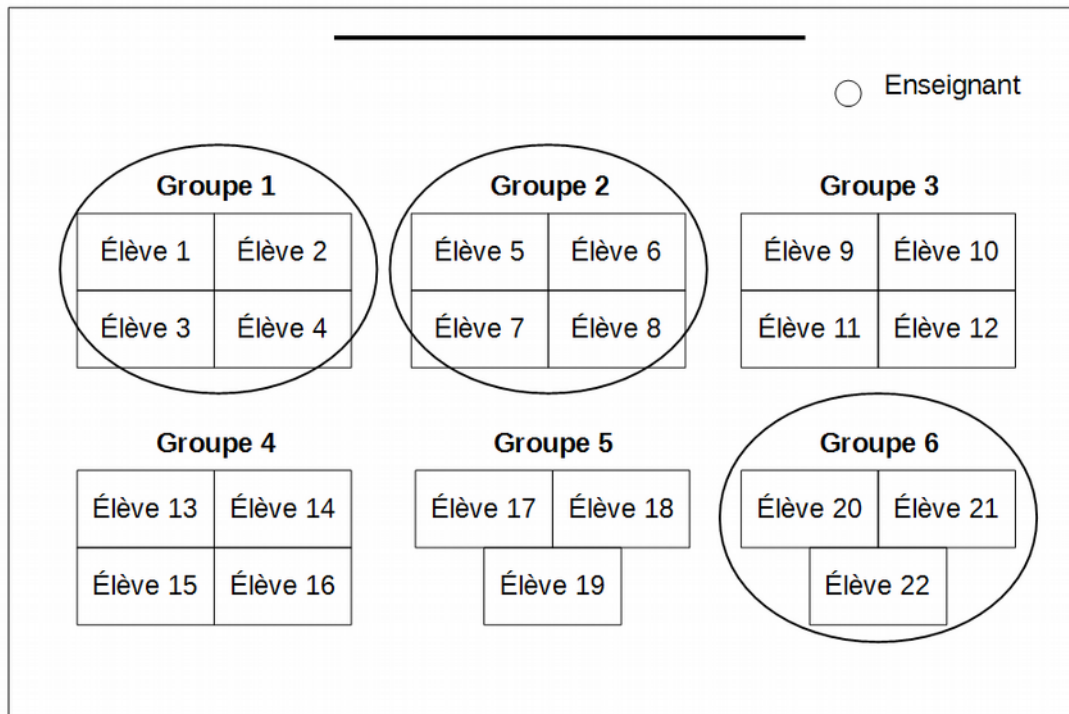 Enseignant
Groupe 1 Groupe 2 Groupe 3
Élève 1 Élève 2 Élève 5 Élève 6 Élève 9 Élève 10
Élève 3 Élève 4 Élève 7 Élève 8 Élève 11 Élève 12
Groupe 4 Groupe 5 Groupe 6
Élève 13 Élève 14 Élève 17 Élève 18 Élève 20 Élève 21
Élève 15 Élève 16 Élève 19 Élève 22